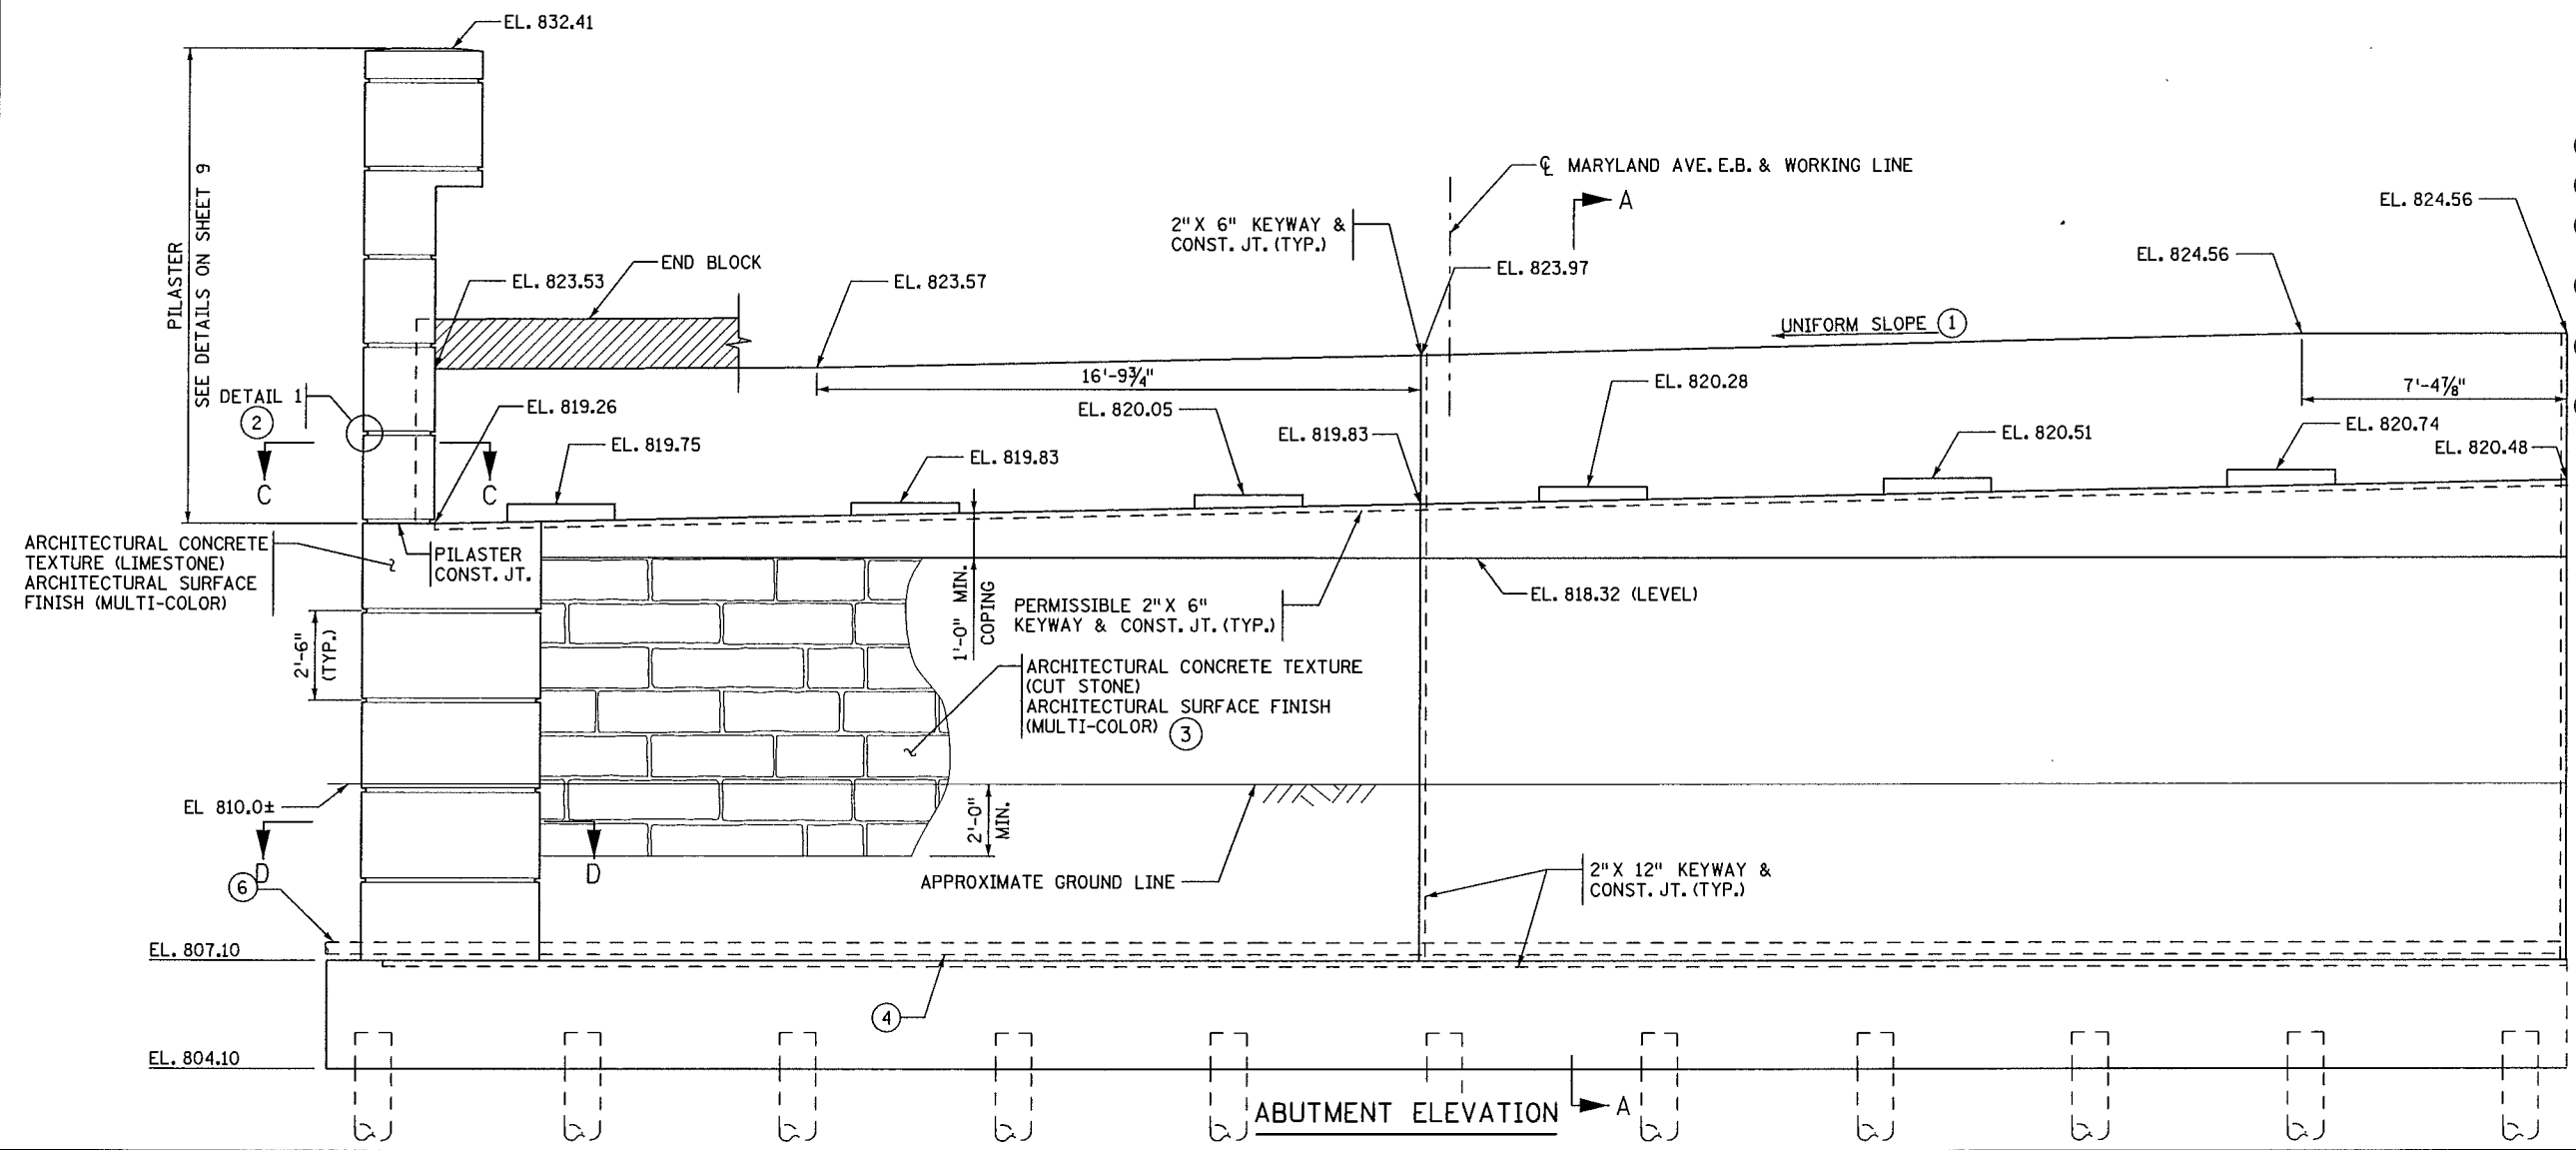 EL. 832.41
PILASTER
SEE DETAILS ON SHEET 9
℄ MARYLAND AVE. E.B. & WORKING LINE
A
2" X 6" KEYWAY &
CONST. JT. (TYP.)
EL. 824.56
EL. 824.56
END BLOCK
EL. 823.53
EL. 823.57
EL. 823.97
UNIFORM SLOPE 1
16'-9¾"
7'-4⅞"
DETAIL 1
2
EL. 819.26
EL. 820.05
EL. 820.28
EL. 819.75
EL. 819.83
EL. 819.83
EL. 820.51
EL. 820.74
EL. 820.48
C
C
ARCHITECTURAL CONCRETE
TEXTURE (LIMESTONE)
ARCHITECTURAL SURFACE
FINISH (MULTI-COLOR)
PILASTER
CONST. JT.
1'-0" MIN.
COPING
PERMISSIBLE 2" X 6"
KEYWAY & CONST. JT. (TYP.)
EL. 818.32 (LEVEL)
2'-6"
(TYP.)
ARCHITECTURAL CONCRETE TEXTURE
(CUT STONE)
ARCHITECTURAL SURFACE FINISH
(MULTI-COLOR) 3
EL 810.0±
2'-0"
MIN.
D
D
6
APPROXIMATE GROUND LINE
2" X 12" KEYWAY &
CONST. JT. (TYP.)
EL. 807.10
4
EL. 804.10
A
ABUTMENT ELEVATION